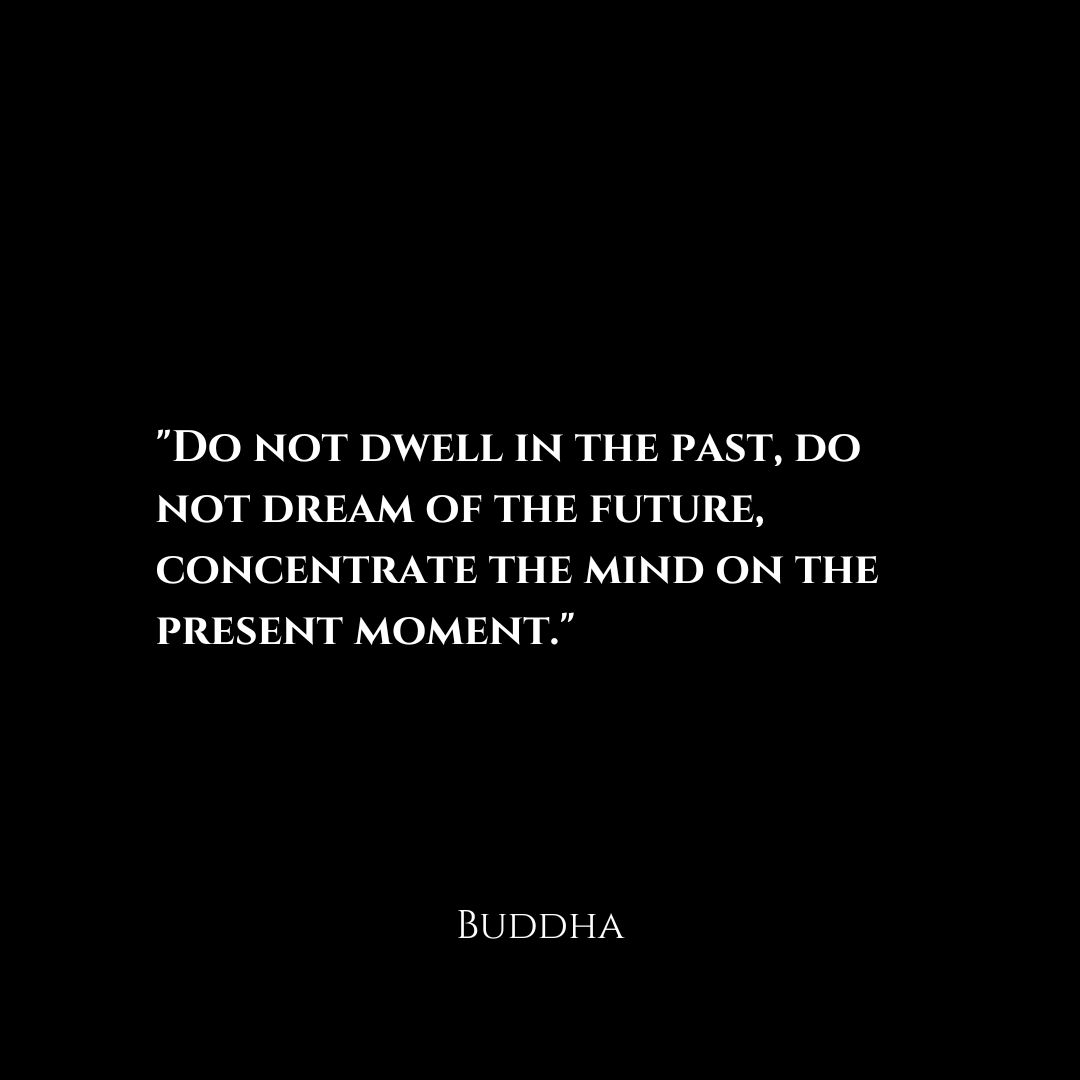 "Do not dwell in the past, do
not dream of the future,
concentrate the mind on the
present moment."
Buddha